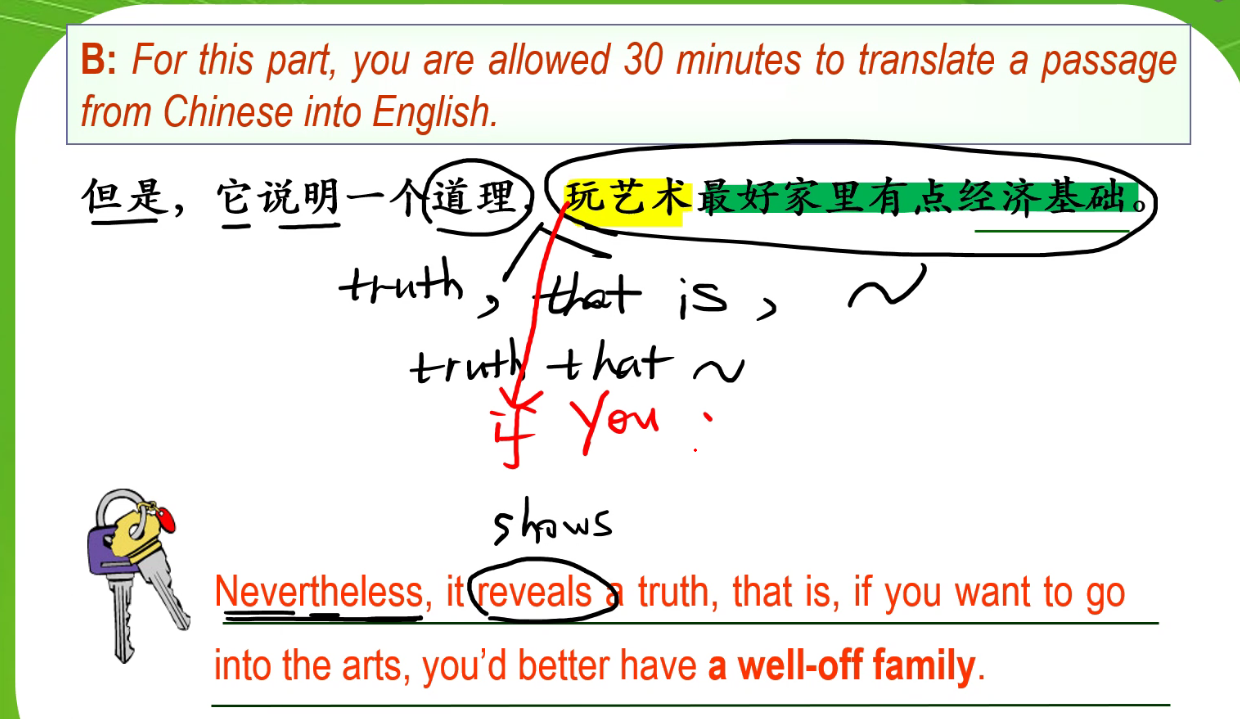 B: For this part, you are allowed 30 minutes to translate a passage
from Chinese into English.
但是，它说明一个道理，玩艺术最好家里有点经济基础。
truth, that is, ~
truth that ~
if you
shows
Nevertheless, it reveals a truth, that is, if you want to go
into the arts, you'd better have a well-off family.